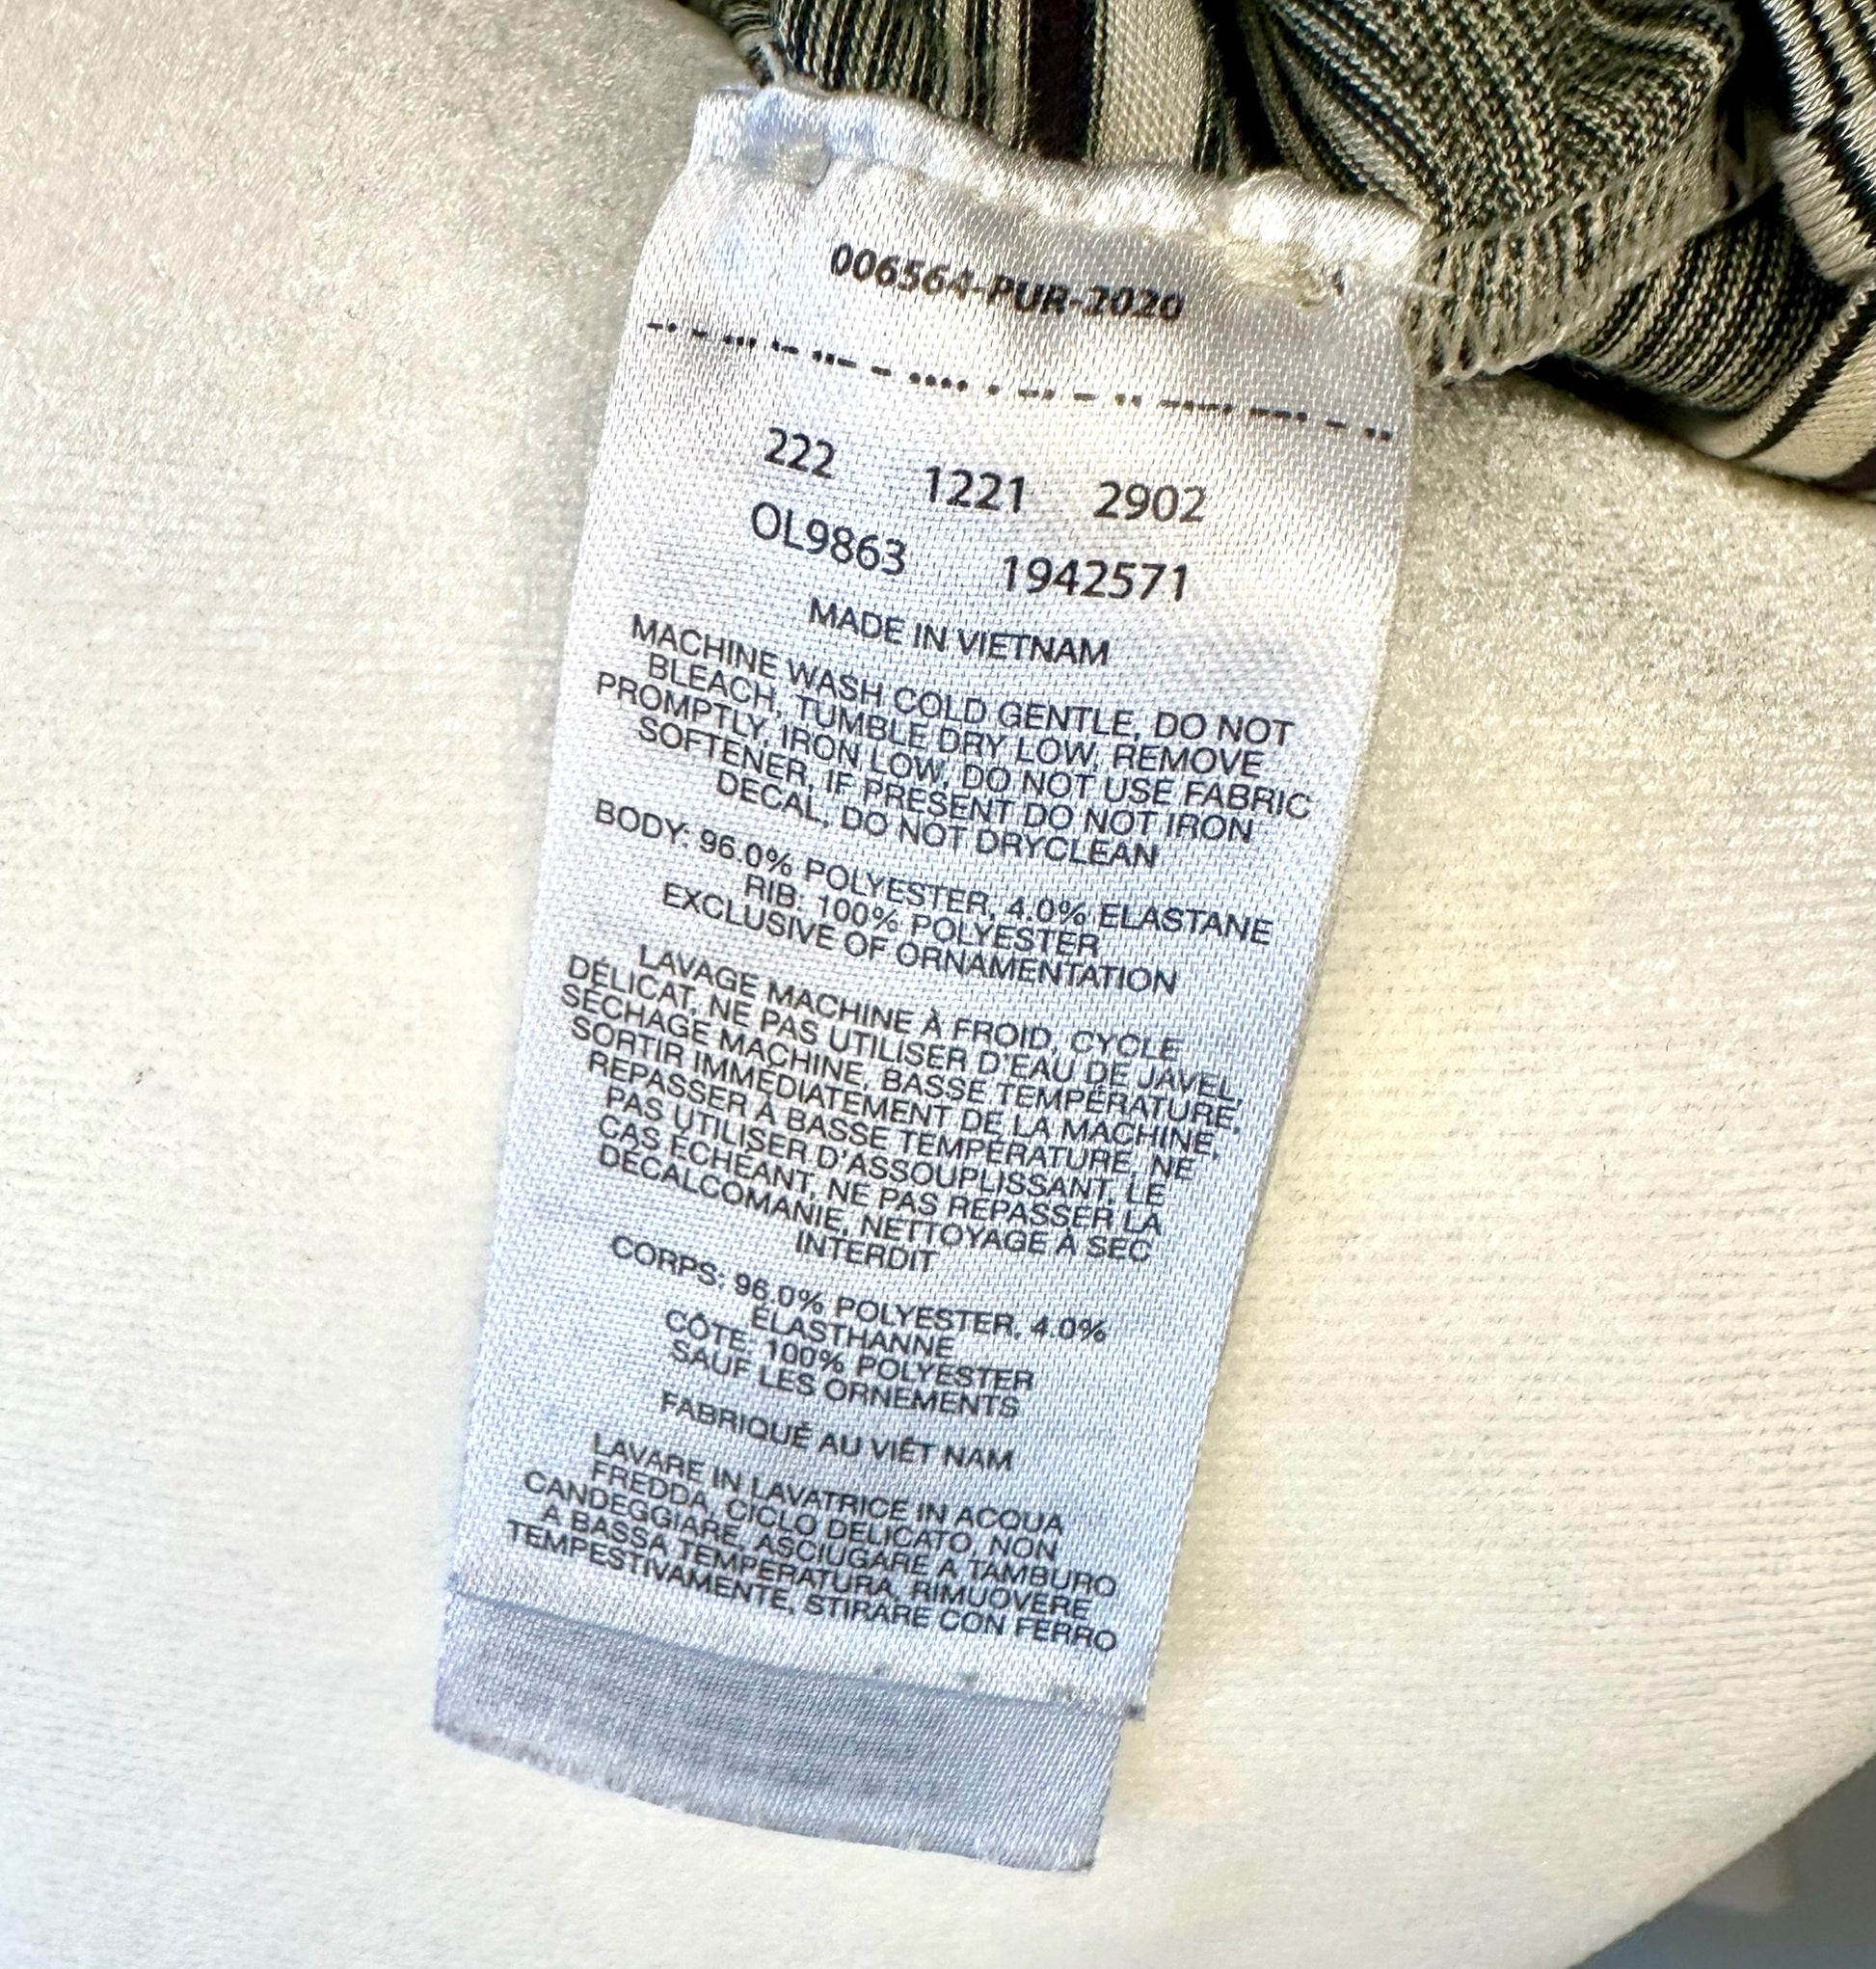 006564-PUR-2020
222 1221 2902
OL9863 1942571
MADE IN VIETNAM
MACHINE WASH COLD GENTLE, DO NOT
BLEACH, TUMBLE DRY LOW, REMOVE
PROMPTLY, IRON LOW, DO NOT USE FABRIC
SOFTENER, IF PRESENT DO NOT IRON
DECAL, DO NOT DRYCLEAN
BODY: 96.0% POLYESTER, 4.0% ELASTANE
RIB: 100% POLYESTER
EXCLUSIVE OF ORNAMENTATION
LAVAGE MACHINE À FROID, CYCLE
DÉLICAT, NE PAS UTILISER D'EAU DE JAVEL,
SÉCHAGE MACHINE, BASSE TEMPÉRATURE,
SORTIR IMMÉDIATEMENT DE LA MACHINE,
REPASSER À BASSE TEMPÉRATURE, NE
PAS UTILISER D'ASSOUPLISSANT, LE
CAS ÉCHÉANT, NE PAS REPASSER LA
DÉCALCOMANIE, NETTOYAGE À SEC
INTERDIT
CORPS: 96.0% POLYESTER, 4.0%
ÉLASTHANNE
CÔTE: 100% POLYESTER
SAUF LES ORNEMENTS
FABRIQUÉ AU VIÊT NAM
LAVARE IN LAVATRICE IN ACQUA
FREDDA, CICLO DELICATO, NON
CANDEGGIARE, ASCIUGARE A TAMBURO
A BASSA TEMPERATURA, RIMUOVERE
TEMPESTIVAMENTE, STIRARE CON FERRO